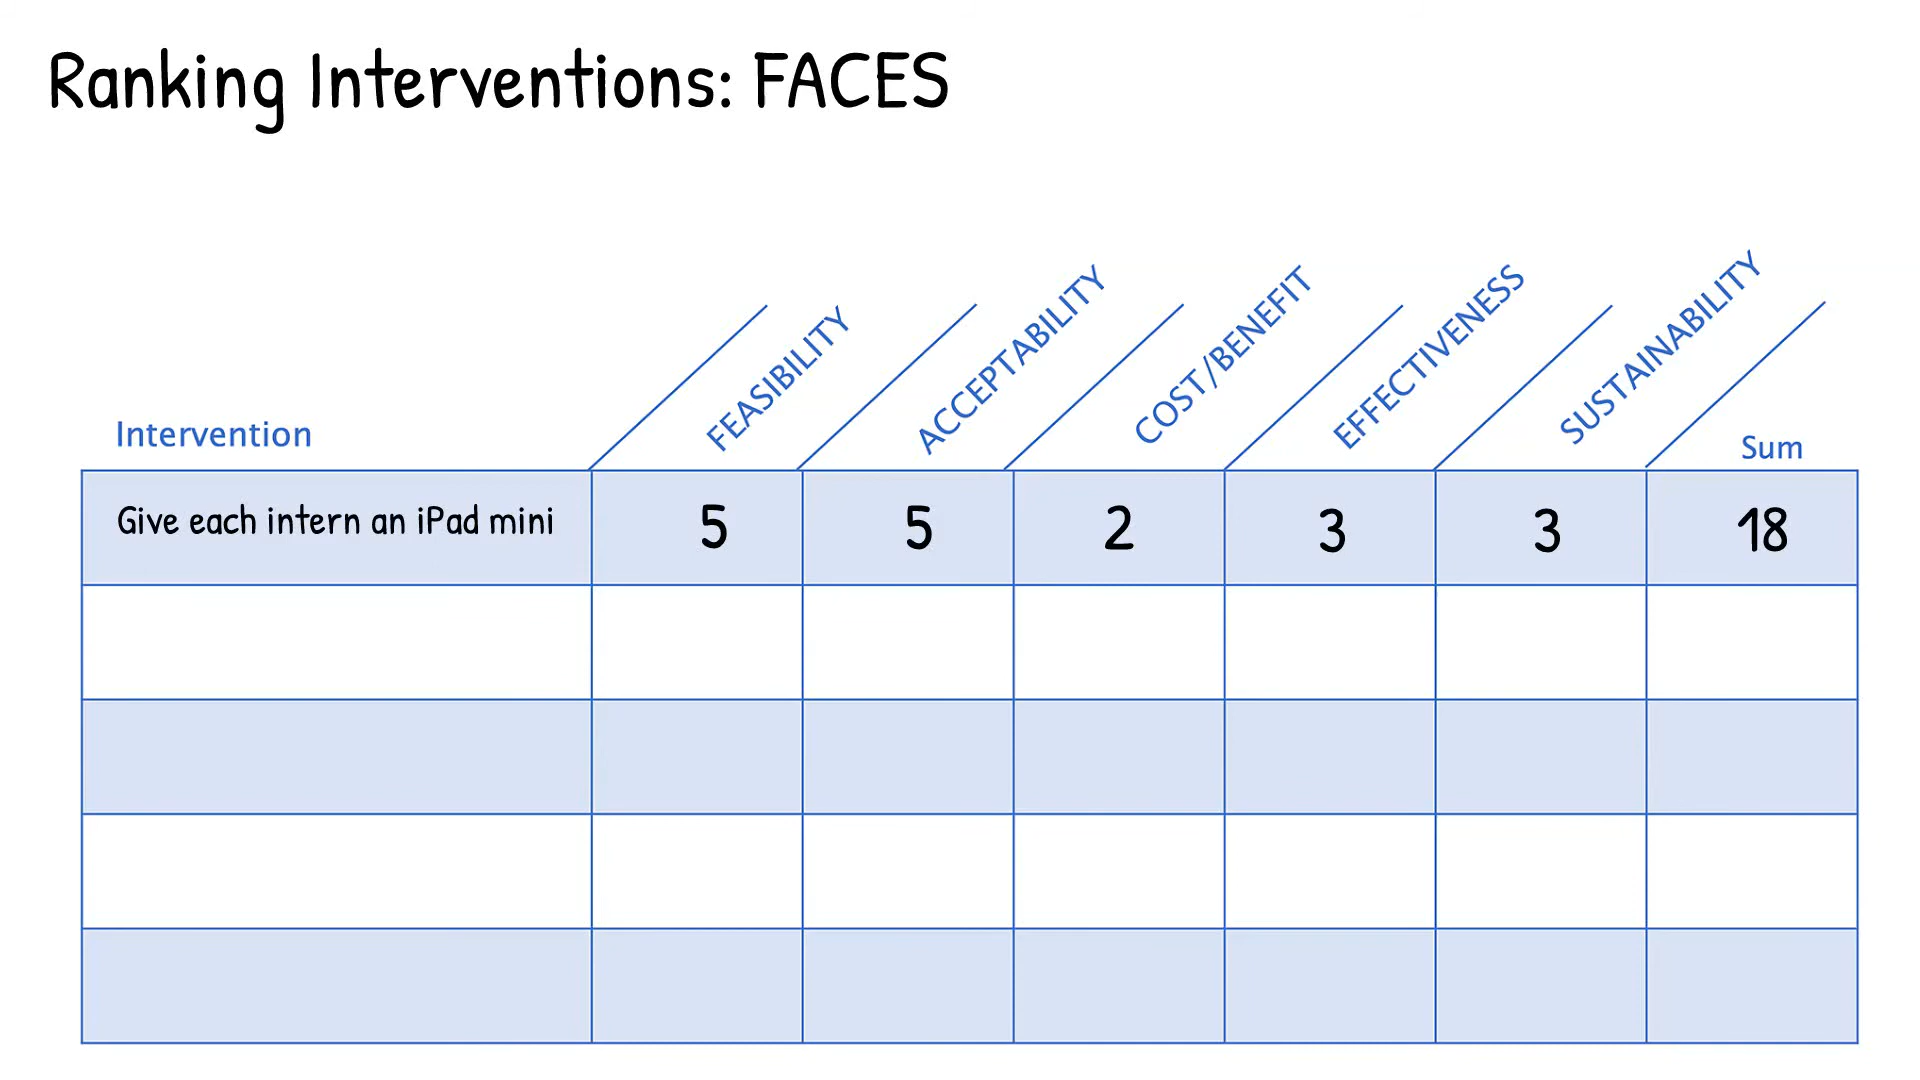 Ranking Interventions: FACES
Intervention
FEASIBILITY
ACCEPTABILITY
COST/BENEFIT
EFFECTIVENESS
SUSTAINABILITY
Sum
Give each intern an iPad mini 5 5 2 3 3 18